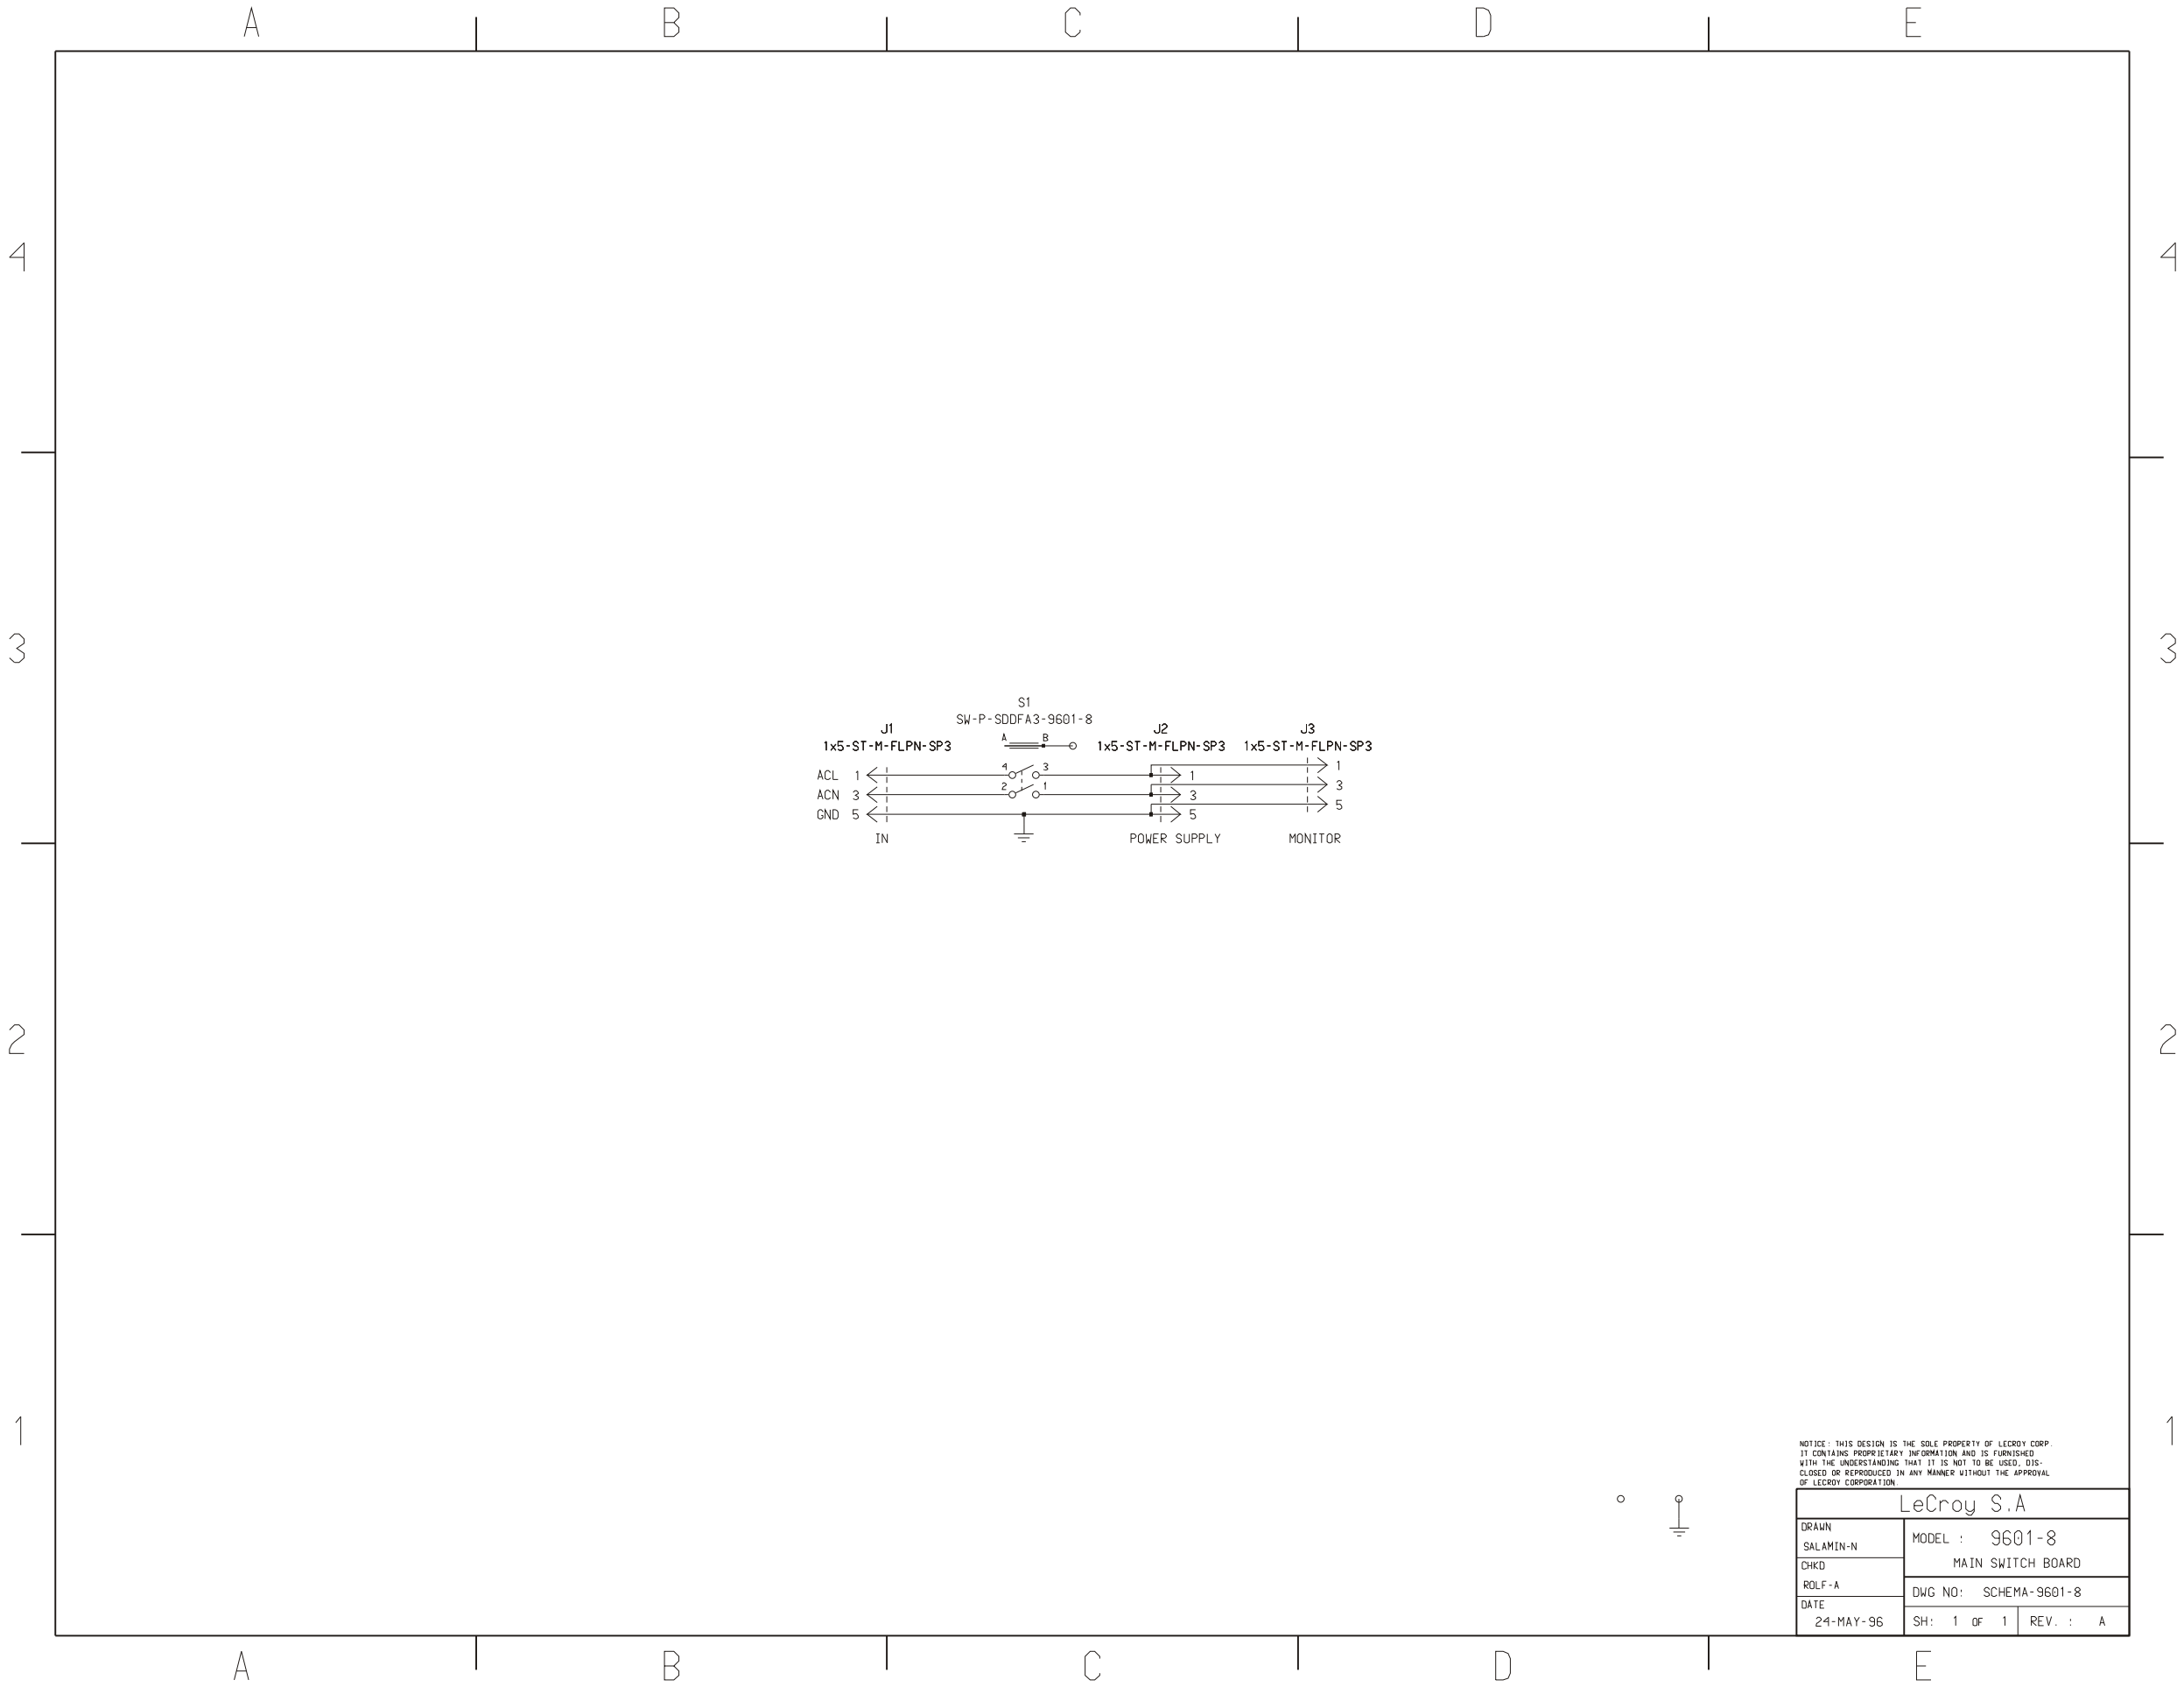 A B C D E
4 4
3 3
S1
SW-P-SDDFA3-9601-8
J1 J2 J3
A B
1x5-ST-M-FLPN-SP3 1x5-ST-M-FLPN-SP3 1x5-ST-M-FLPN-SP3
1
4 3
ACL 1 1
3
2 1
ACN 3 3
5
GND 5 5
IN POWER SUPPLY MONITOR
2 2
1 1
NOTICE: THIS DESIGN IS THE SOLE PROPERTY OF LECROY CORP.
IT CONTAINS PROPRIETARY INFORMATION AND IS FURNISHED
WITH THE UNDERSTANDING THAT IT IS NOT TO BE USED, DIS-
CLOSED OR REPRODUCED IN ANY MANNER WITHOUT THE APPROVAL
OF LECROY CORPORATION.
LeCroy S.A
DRAWN
SALAMIN-N
MODEL : 9601-8
MAIN SWITCH BOARD
CHKD
ROLF-A
DWG NO: SCHEMA-9601-8
DATE
24-MAY-96
SH: 1 OF 1 REV. : A
A B C D E